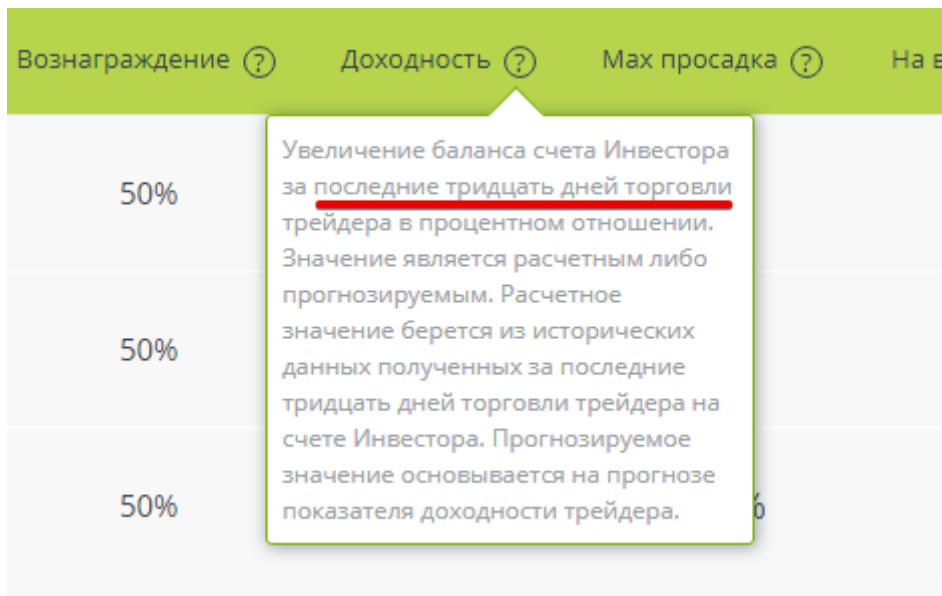 Вознаграждение ? Доходность ? Мах просадка ? На в
Увеличение баланса счета Инвестора
за последние тридцать дней торговли
трейдера в процентном отношении.
Значение является расчетным либо
прогнозируемым. Расчетное
значение берется из исторических
данных полученных за последние
тридцать дней торговли трейдера на
счете Инвестора. Прогнозируемое
значение основывается на прогнозе
показателя доходности трейдера.
50%
50%
50% %